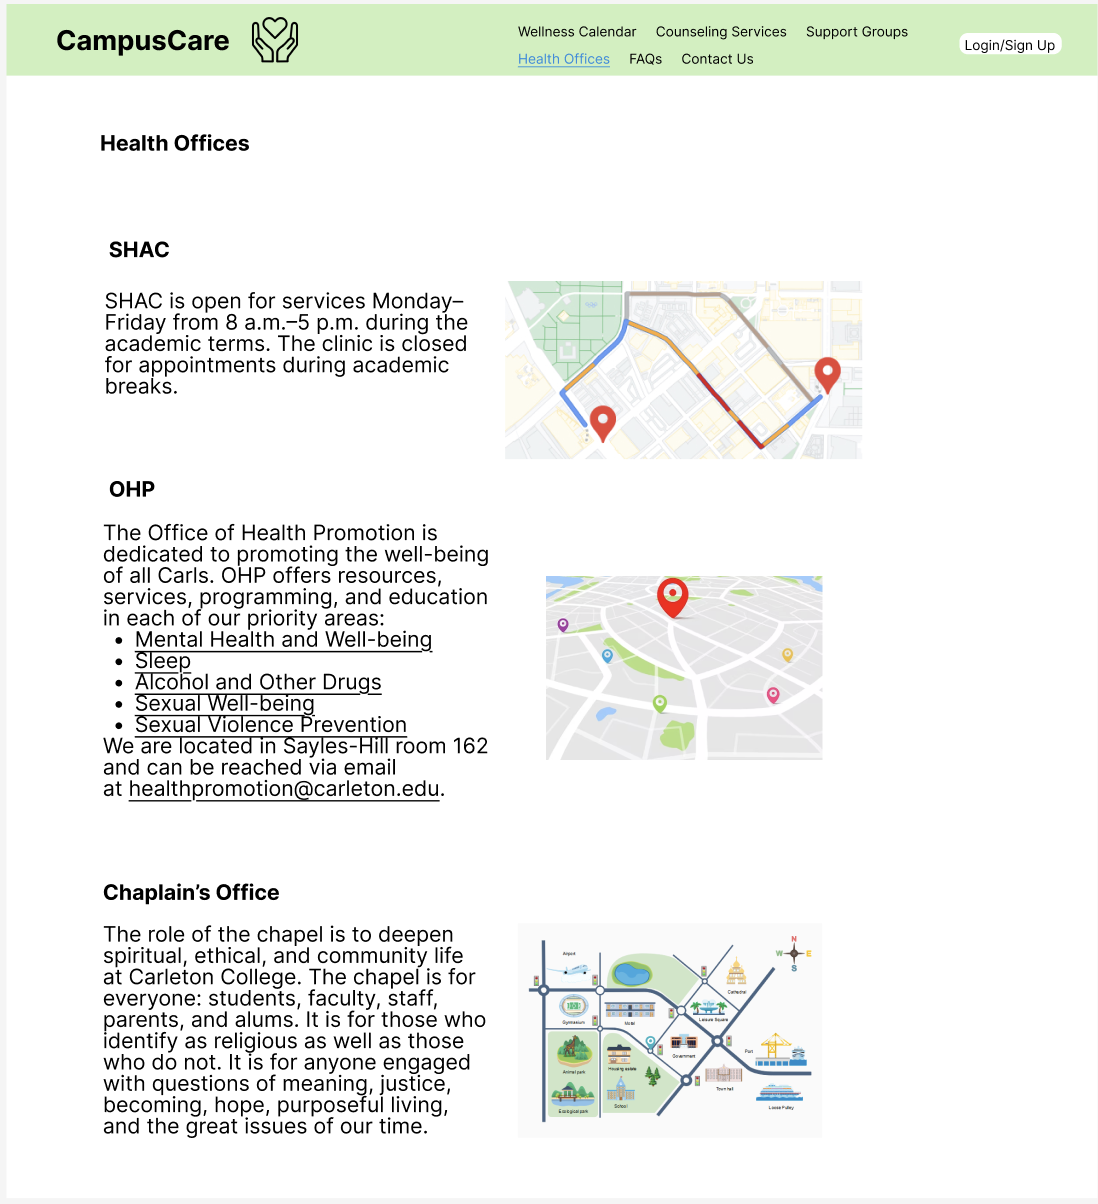 CampusCare
Wellness Calendar Counseling Services Support Groups
Health Offices FAQs Contact Us
Login/Sign Up
Health Offices
SHAC
SHAC is open for services Monday–
Friday from 8 a.m.–5 p.m. during the
academic terms. The clinic is closed
for appointments during academic
breaks.
OHP
The Office of Health Promotion is
dedicated to promoting the well-being
of all Carls. OHP offers resources,
services, programming, and education
in each of our priority areas:
• Mental Health and Well-being
• Sleep
• Alcohol and Other Drugs
• Sexual Well-being
• Sexual Violence Prevention
We are located in Sayles-Hill room 162
and can be reached via email
at healthpromotion@carleton.edu.
Chaplain’s Office
The role of the chapel is to deepen
spiritual, ethical, and community life
at Carleton College. The chapel is for
everyone: students, faculty, staff,
parents, and alums. It is for those who
identify as religious as well as those
who do not. It is for anyone engaged
with questions of meaning, justice,
becoming, hope, purposeful living,
and the great issues of our time.
N
W E
S
Airport
Cathedral
Gymnasium
Motel
Leisure Square
Government
Port
Animal park
Housing estate
Town hall
School
Ecological park